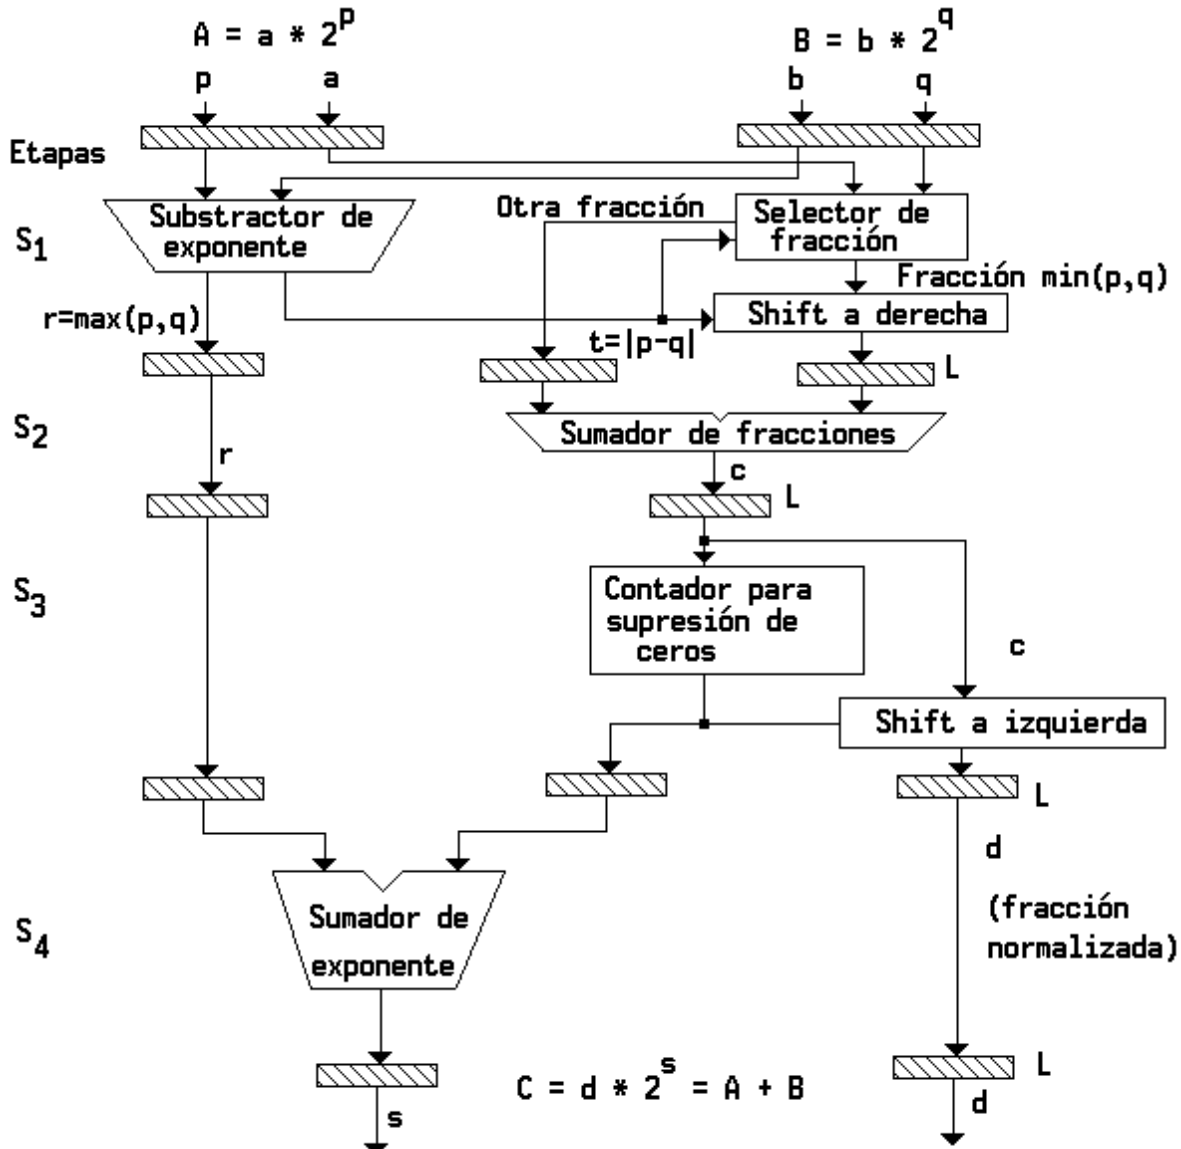 A = a * 2^p
B = b * 2^q
p
a
b
q
Etapas
S1
Substractor de
exponente
Otra fracción
Selector de
fracción
Fracción min(p,q)
r=max(p,q)
t=|p-q|
Shift a derecha
L
S2
Sumador de fracciones
r
c
L
S3
Contador para
supresión de
ceros
c
Shift a izquierda
L
d
(fracción
normalizada)
S4
Sumador de
exponente
L
C = d * 2^s = A + B
s
d